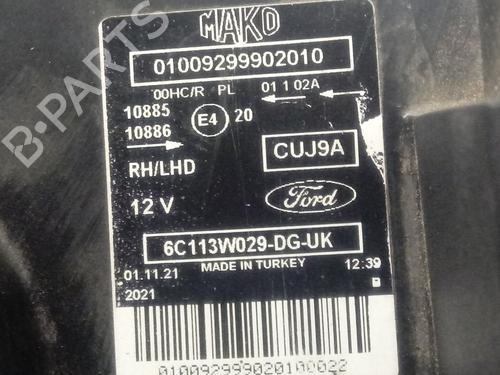 MAKO
01009299902010
00HC/R PL 01 1 02A
10885
10886
E4 20
CUJ9A
RH/LHD
12 V
Ford
6C113W029-DG-UK
01.11.21 MADE IN TURKEY 12:39
2021
0100929990201000022
B-PARTS